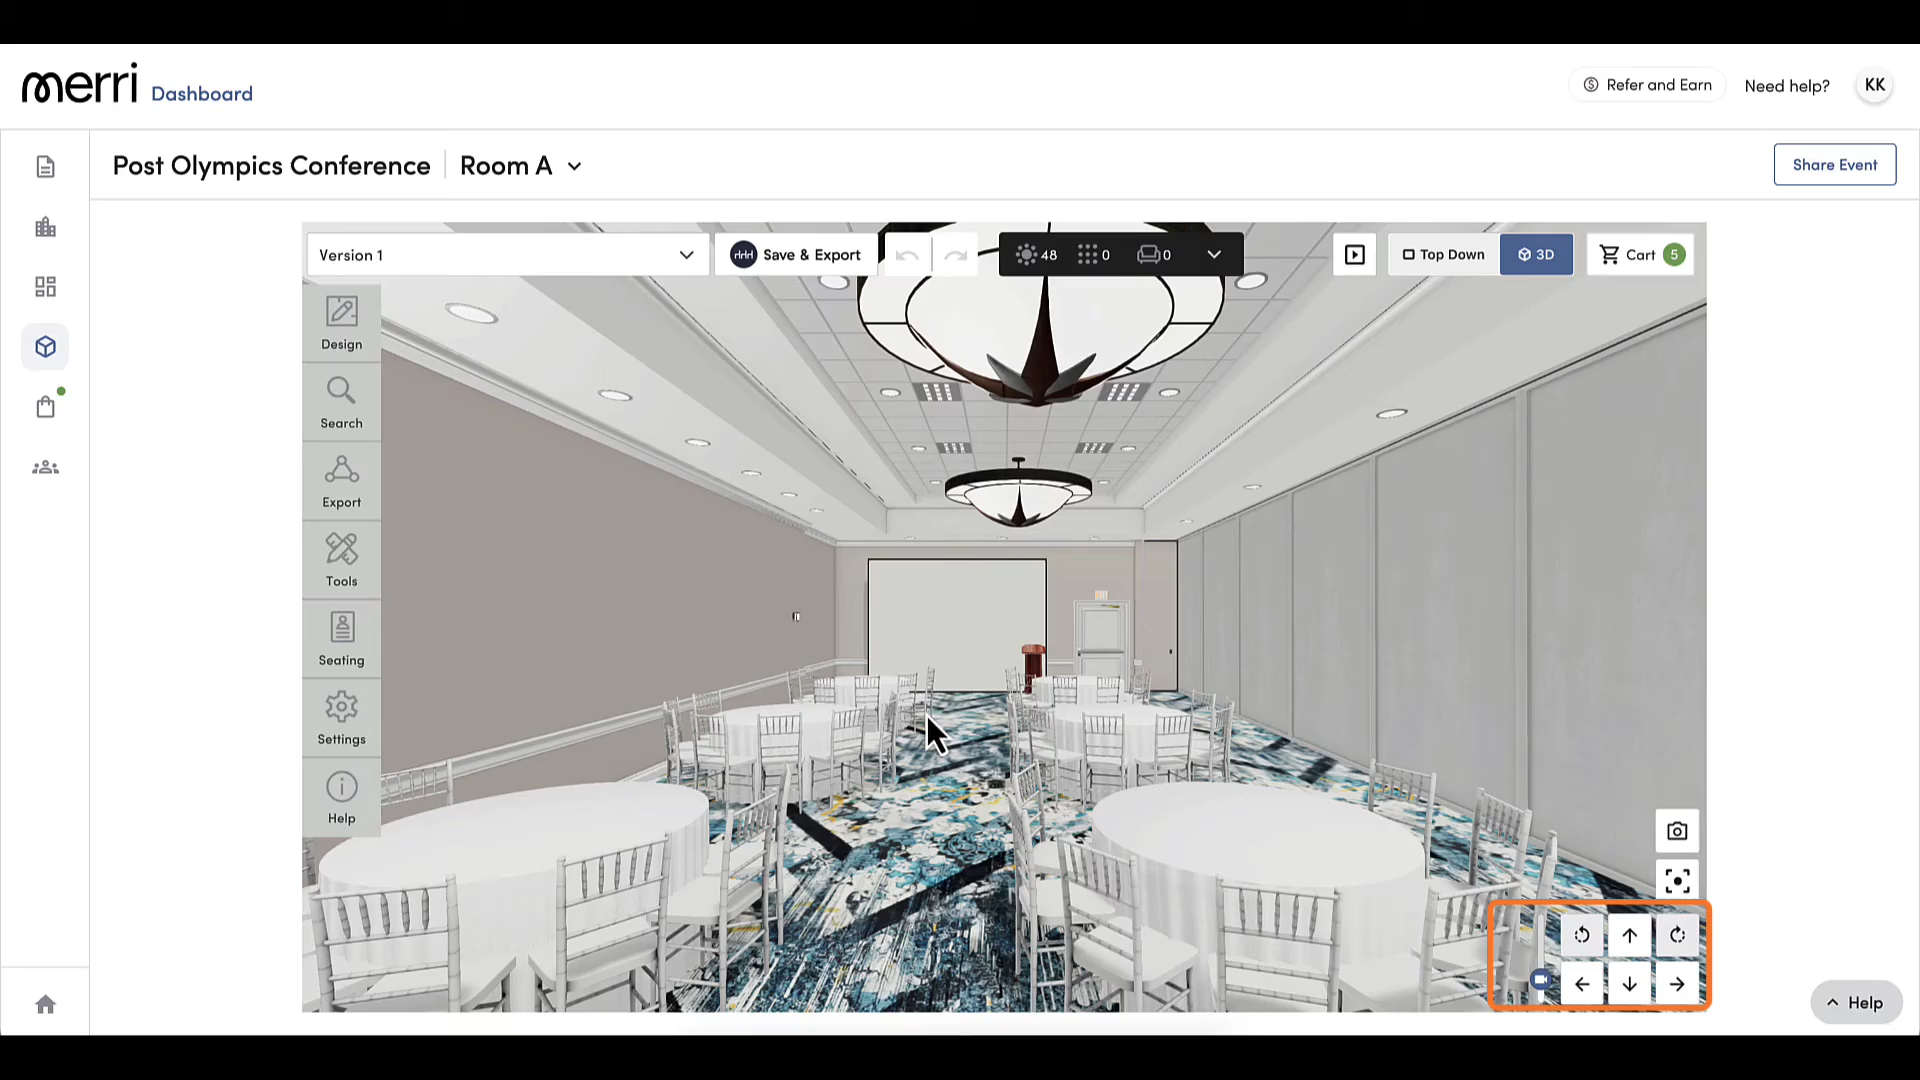 merri Dashboard
Refer and Earn
Need help?
KK
Post Olympics Conference
Room A
Share Event
Version 1
Save & Export
48
0
0
Top Down
3D
Cart
5
Design
Search
Export
Tools
Seating
Settings
Help
Help